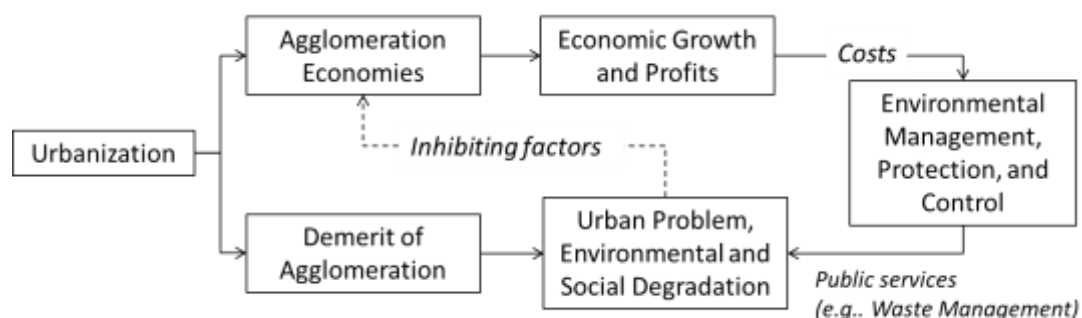 Agglomeration
Economies
Economic Growth
and Profits
Costs
Environmental
Management,
Protection, and
Control
Urbanization
Inhibiting factors
Demerit of
Agglomeration
Urban Problem,
Environmental and
Social Degradation
Public services
(e.g.. Waste Management)